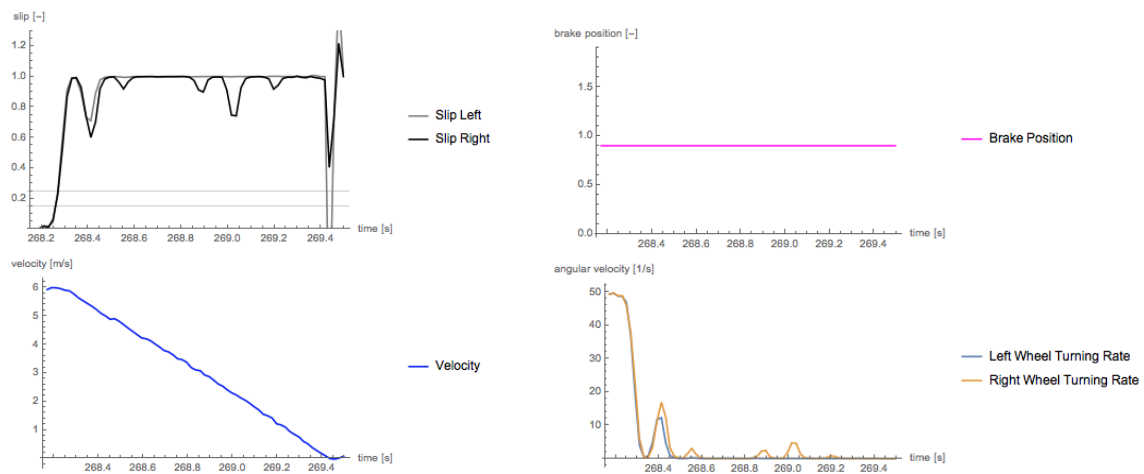 slip [–]
1.2
1.0
0.8
0.6
0.4
0.2
268.2 268.4 268.6 268.8 269.0 269.2 269.4
time [s]
Slip Left
Slip Right
brake position [–]
1.5
1.0
0.5
0.0
268.4 268.6 268.8 269.0 269.2 269.4
time [s]
Brake Position
velocity [m/s]
6
5
4
3
2
1
268.4 268.6 268.8 269.0 269.2 269.4
time [s]
Velocity
angular velocity [1/s]
50
40
30
20
10
0
268.4 268.6 268.8 269.0 269.2 269.4
time [s]
Left Wheel Turning Rate
Right Wheel Turning Rate